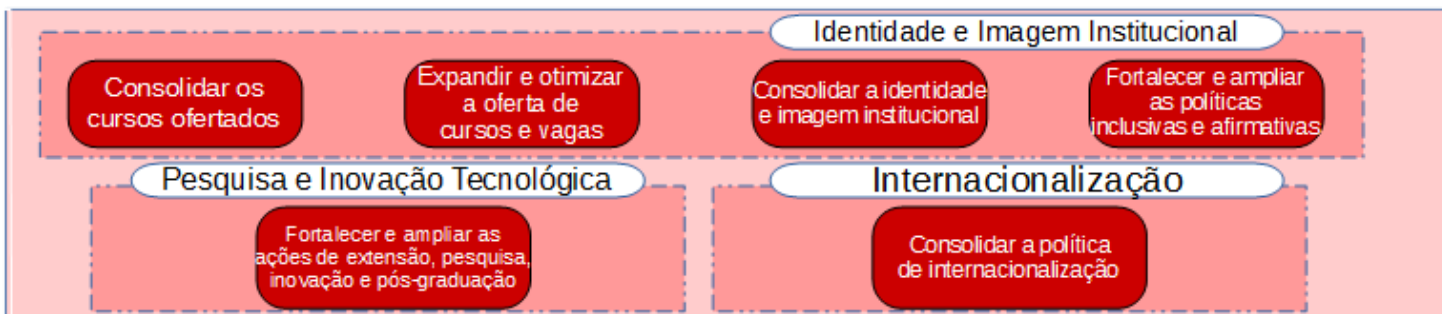 Identidade e Imagem Institucional
Consolidar os
cursos ofertados
Expandir e otimizar
a oferta de
cursos e vagas
Consolidar a identidade
e imagem institucional
Fortalecer e ampliar
as políticas
inclusivas e afirmativas
Pesquisa e Inovação Tecnológica
Fortalecer e ampliar as
ações de extensão, pesquisa,
inovação e pós-graduação
Internacionalização
Consolidar a política
de internacionalização